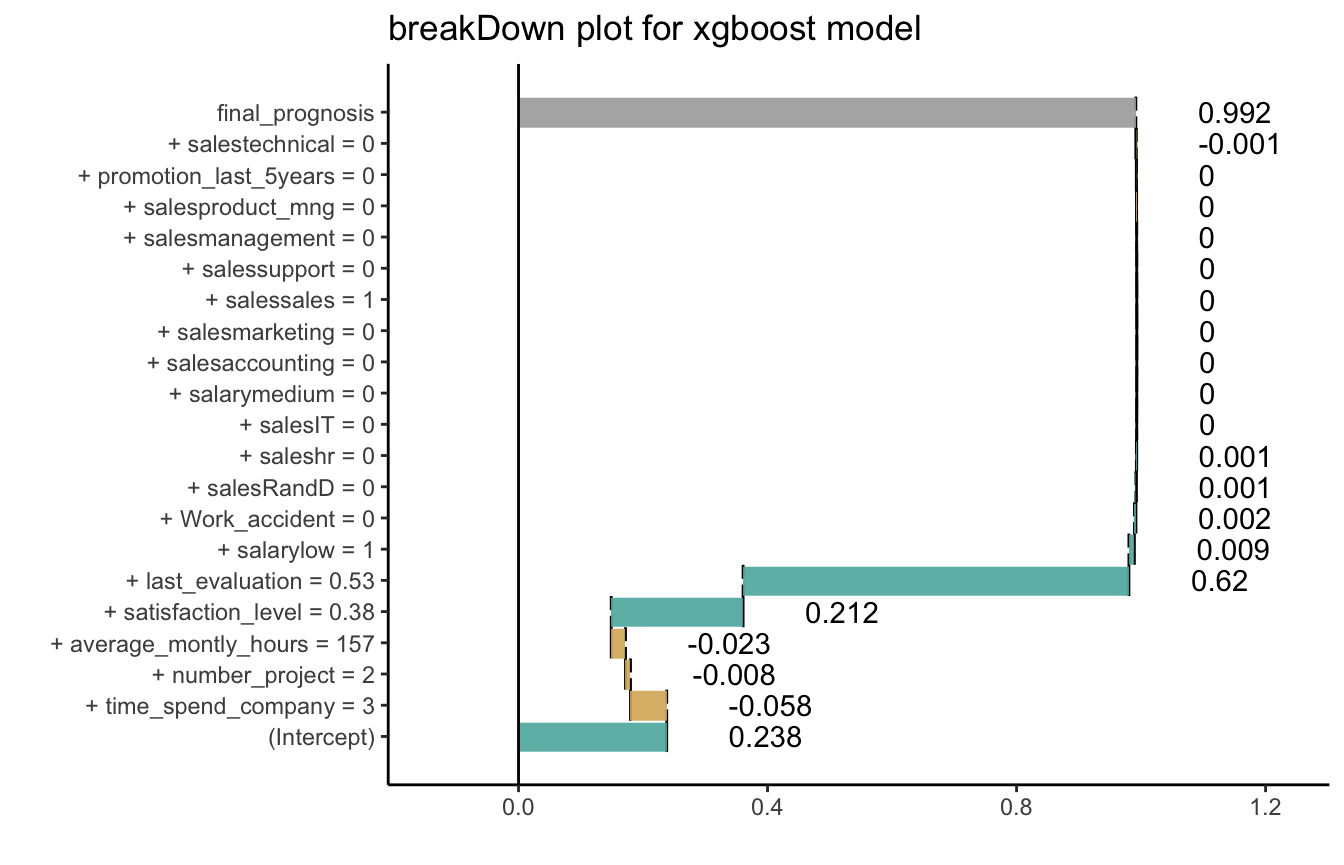 breakDown plot for xgboost model
final_prognosis 0.992
+ salestechnical = 0 -0.001
+ promotion_last_5years = 0 0
+ salesproduct_mng = 0 0
+ salesmanagement = 0 0
+ salessupport = 0 0
+ salessales = 1 0
+ salesmarketing = 0 0
+ salesaccounting = 0 0
+ salarymedium = 0 0
+ salesIT = 0 0
+ saleshr = 0 0.001
+ salesRandD = 0 0.001
+ Work_accident = 0 0.002
+ salarylow = 1 0.009
+ last_evaluation = 0.53 0.62
+ satisfaction_level = 0.38 0.212
+ average_montly_hours = 157 -0.023
+ number_project = 2 -0.008
+ time_spend_company = 3 -0.058
(Intercept) 0.238
0.0 0.4 0.8 1.2